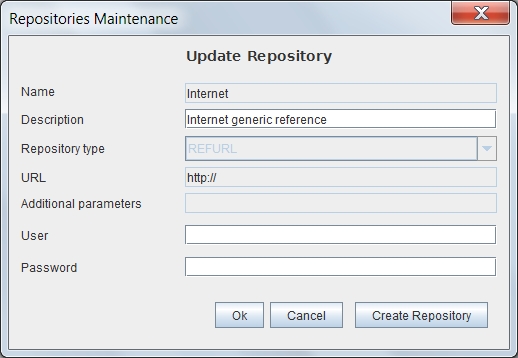 Repositories Maintenance
Update Repository
Name Internet
Description Internet generic reference
Repository type REFURL
URL http://
Additional parameters
User
Password
Ok Cancel Create Repository